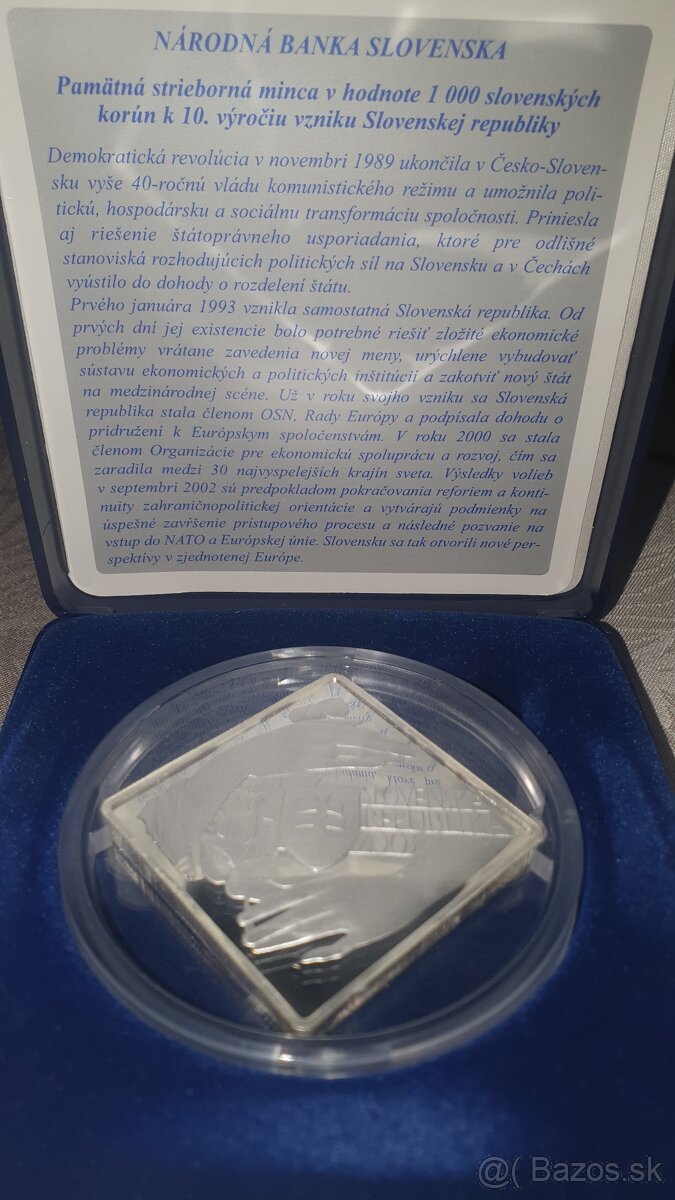 NÁRODNÁ BANKA SLOVENSKA
Pamätná strieborná minca v hodnote 1 000 slovenských
korún k 10. výročiu vzniku Slovenskej republiky
Demokratická revolúcia v novembri 1989 ukončila v Česko-Sloven-
sku vyše 40-ročnú vládu komunistického režimu a umožnila poli-
tickú, hospodársku a sociálnu transformáciu spoločnosti. Priniesla
aj riešenie štátoprávneho usporiadania, ktoré pre odlišné
stanoviská rozhodujúcich politických síl na Slovensku a v Čechách
vyústilo do dohody o rozdelení štátu.
Prvého januára 1993 vznikla samostatná Slovenská republika. Od
prvých dní jej existencie bolo potrebné riešiť zložité ekonomické
problémy vrátane zavedenia novej meny, urýchlene vybudovať
sústavu ekonomických a politických inštitúcií a zakotviť nový štát
na medzinárodnej scéne. Už v roku svojho vzniku sa Slovenská
republika stala členom OSN, Rady Európy a podpísala dohodu o
pridružení k Európskym spoločenstvám. V roku 2000 sa stala
členom Organizácie pre ekonomickú spoluprácu a rozvoj, čím sa
zaradila medzi 30 najvyspelejších krajín sveta. Výsledky volieb
v septembri 2002 sú predpokladom pokračovania reforiem a konti-
nuity zahraničnopolitickej orientácie a vytvárajú podmienky na
úspešné zavŕšenie prístupového procesu a následné pozvanie na
vstup do NATO a Európskej únie. Slovensku sa tak otvorili nové per-
spektívy v zjednotenej Európe.
SLOVENSKÁ
REPUBLIKA
2003
@( Bazos.sk